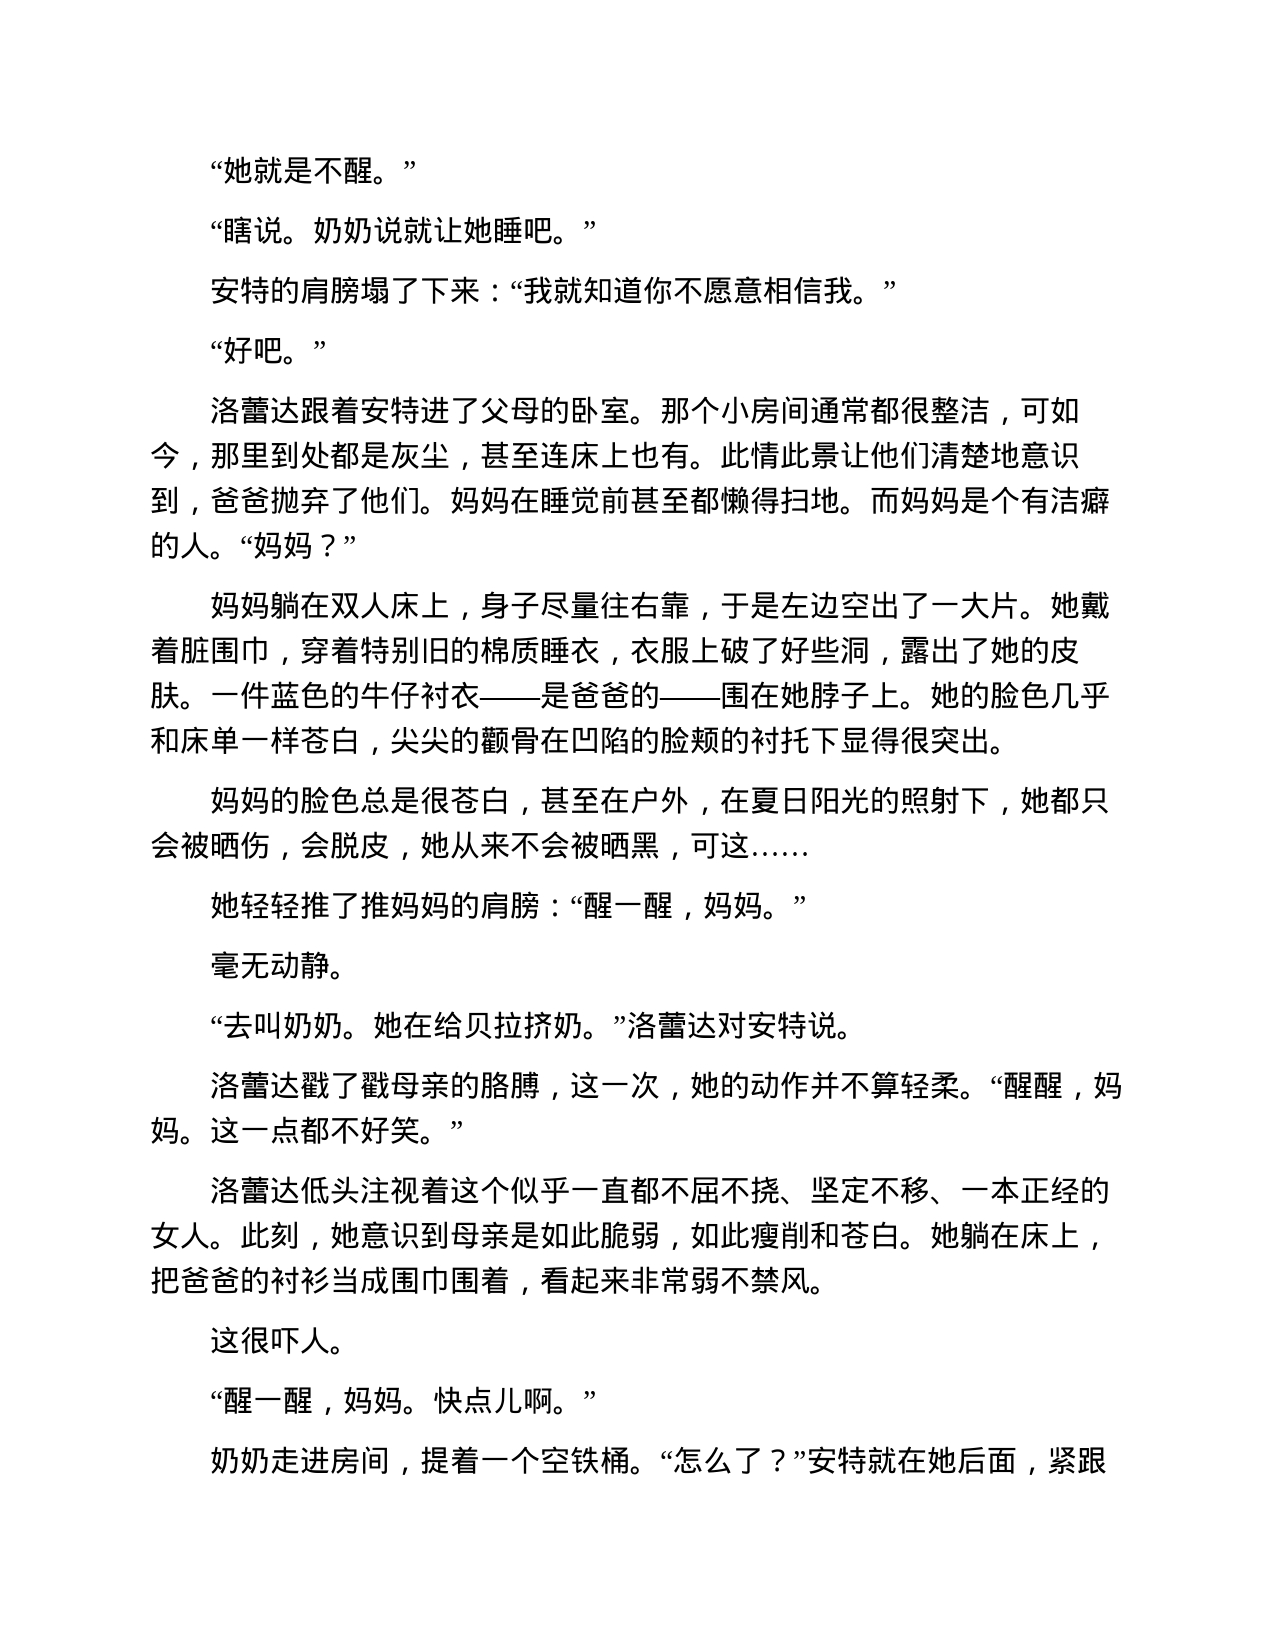 “她就是不醒。”
“瞎说。奶奶说就让她睡吧。”
安特的肩膀塌了下来：“我就知道你不愿意相信我。”
“好吧。”
洛蕾达跟着安特进了父母的卧室。那个小房间通常都很整洁，可如
今，那里到处都是灰尘，甚至连床上也有。此情此景让他们清楚地意识
到，爸爸抛弃了他们。妈妈在睡觉前甚至都懒得扫地。而妈妈是个有洁癖
的人。“妈妈？”
妈妈躺在双人床上，身子尽量往右靠，于是左边空出了一大片。她戴
着脏围巾，穿着特别旧的棉质睡衣，衣服上破了好些洞，露出了她的皮
肤。一件蓝色的牛仔衬衣——是爸爸的——围在她脖子上。她的脸色几乎
和床单一样苍白，尖尖的颧骨在凹陷的脸颊的衬托下显得很突出。
妈妈的脸色总是很苍白，甚至在户外，在夏日阳光的照射下，她都只
会被晒伤，会脱皮，她从来不会被晒黑，可这……
她轻轻推了推妈妈的肩膀：“醒一醒，妈妈。”
毫无动静。
“去叫奶奶。她在给贝拉挤奶。”洛蕾达对安特说。
洛蕾达戳了戳母亲的胳膊，这一次，她的动作并不算轻柔。“醒醒，妈
妈。这一点都不好笑。”
洛蕾达低头注视着这个似乎一直都不屈不挠、坚定不移、一本正经的
女人。此刻，她意识到母亲是如此脆弱，如此瘦削和苍白。她躺在床上，
把爸爸的衬衫当成围巾围着，看起来非常弱不禁风。
这很吓人。
“醒一醒，妈妈。快点儿啊。”
奶奶走进房间，提着一个空铁桶。“怎么了？”安特就在她后面，紧跟